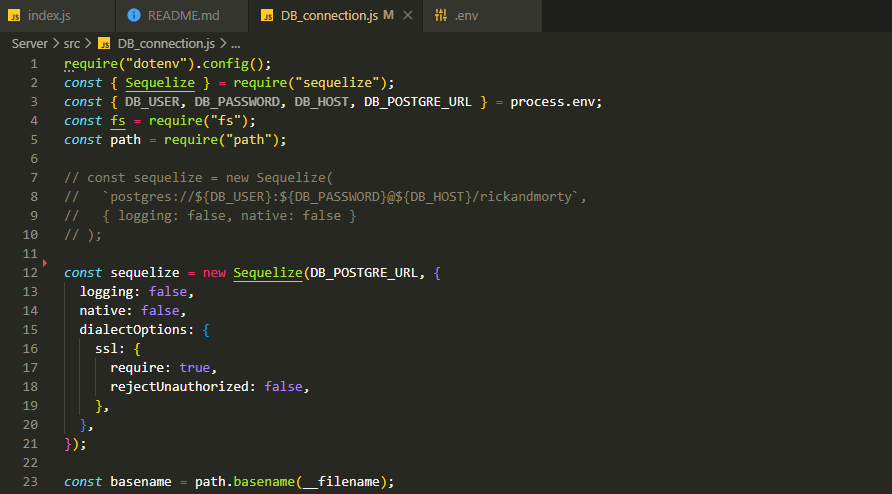 JS index.js
README.md
JS DB_connection.js M
.env
Server > src > JS DB_connection.js > ...
1 require("dotenv").config();
2 const { Sequelize } = require("sequelize");
3 const { DB_USER, DB_PASSWORD, DB_HOST, DB_POSTGRE_URL } = process.env;
4 const fs = require("fs");
5 const path = require("path");
6
7 // const sequelize = new Sequelize(
8 //   `postgres://${DB_USER}:${DB_PASSWORD}@${DB_HOST}/rickandmorty`,
9 //   { logging: false, native: false }
10 // );
11
12 const sequelize = new Sequelize(DB_POSTGRE_URL, {
13   logging: false,
14   native: false,
15   dialectOptions: {
16     ssl: {
17       require: true,
18       rejectUnauthorized: false,
19     },
20   },
21 });
22
23 const basename = path.basename(__filename);